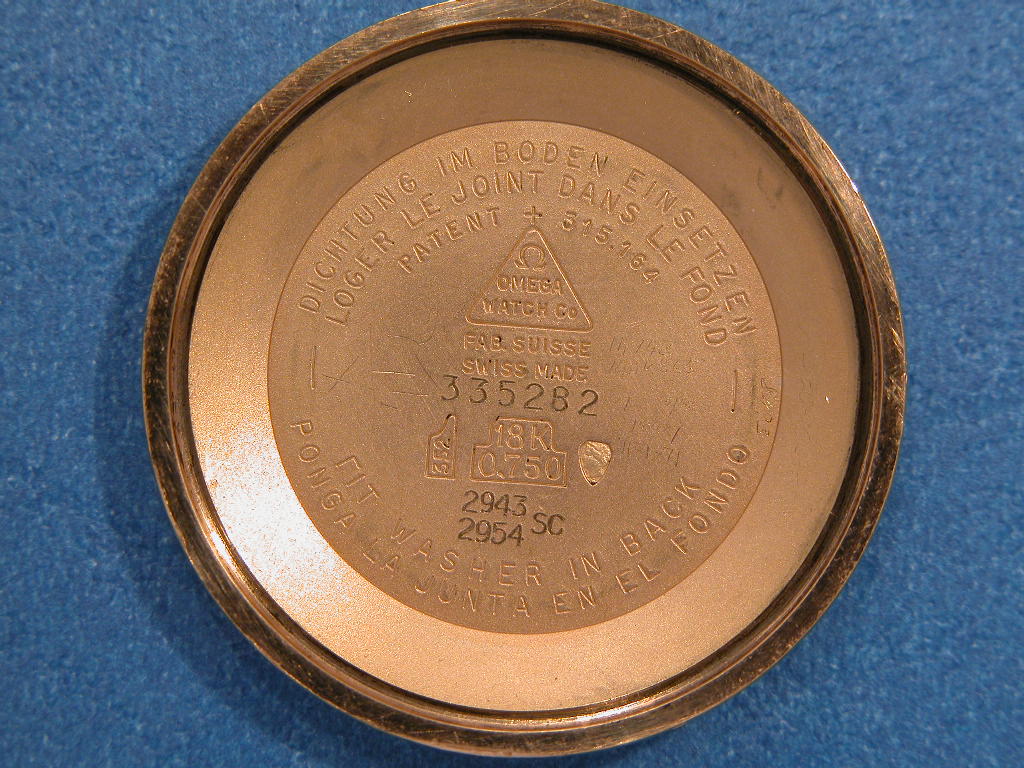 DICHTUNG IM BODEN EINSETZEN
LOGER LE JOINT DANS LE FOND
PATENT + 315.164
Ω
OMEGA
WATCH CO
FAB. SUISSE
SWISS MADE
335282
18K
0.750
2943
2954 SC
FIT WASHER IN BACK
PONGA LA JUNTA EN EL FONDO